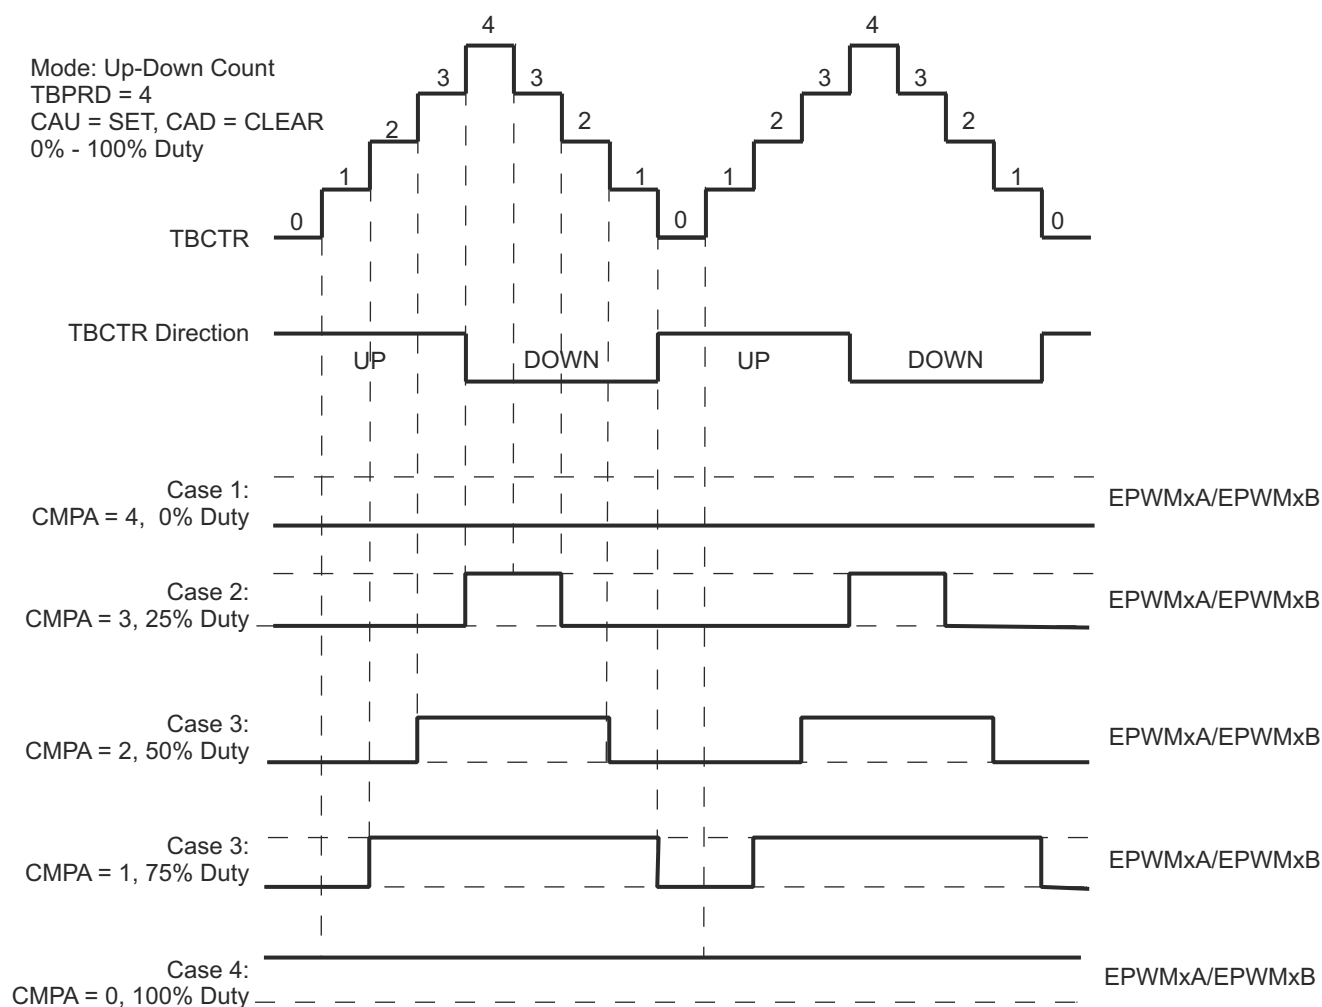 4
4
Mode: Up-Down Count
TBPRD = 4
CAU = SET, CAD = CLEAR
0% - 100% Duty
3
3
3
3
2
2
2
2
1
1
1
1
0
0
0
TBCTR
TBCTR Direction
UP
DOWN
UP
DOWN
Case 1:
CMPA = 4, 0% Duty
EPWMxA/EPWMxB
Case 2:
CMPA = 3, 25% Duty
EPWMxA/EPWMxB
Case 3:
CMPA = 2, 50% Duty
EPWMxA/EPWMxB
Case 3:
CMPA = 1, 75% Duty
EPWMxA/EPWMxB
Case 4:
CMPA = 0, 100% Duty
EPWMxA/EPWMxB